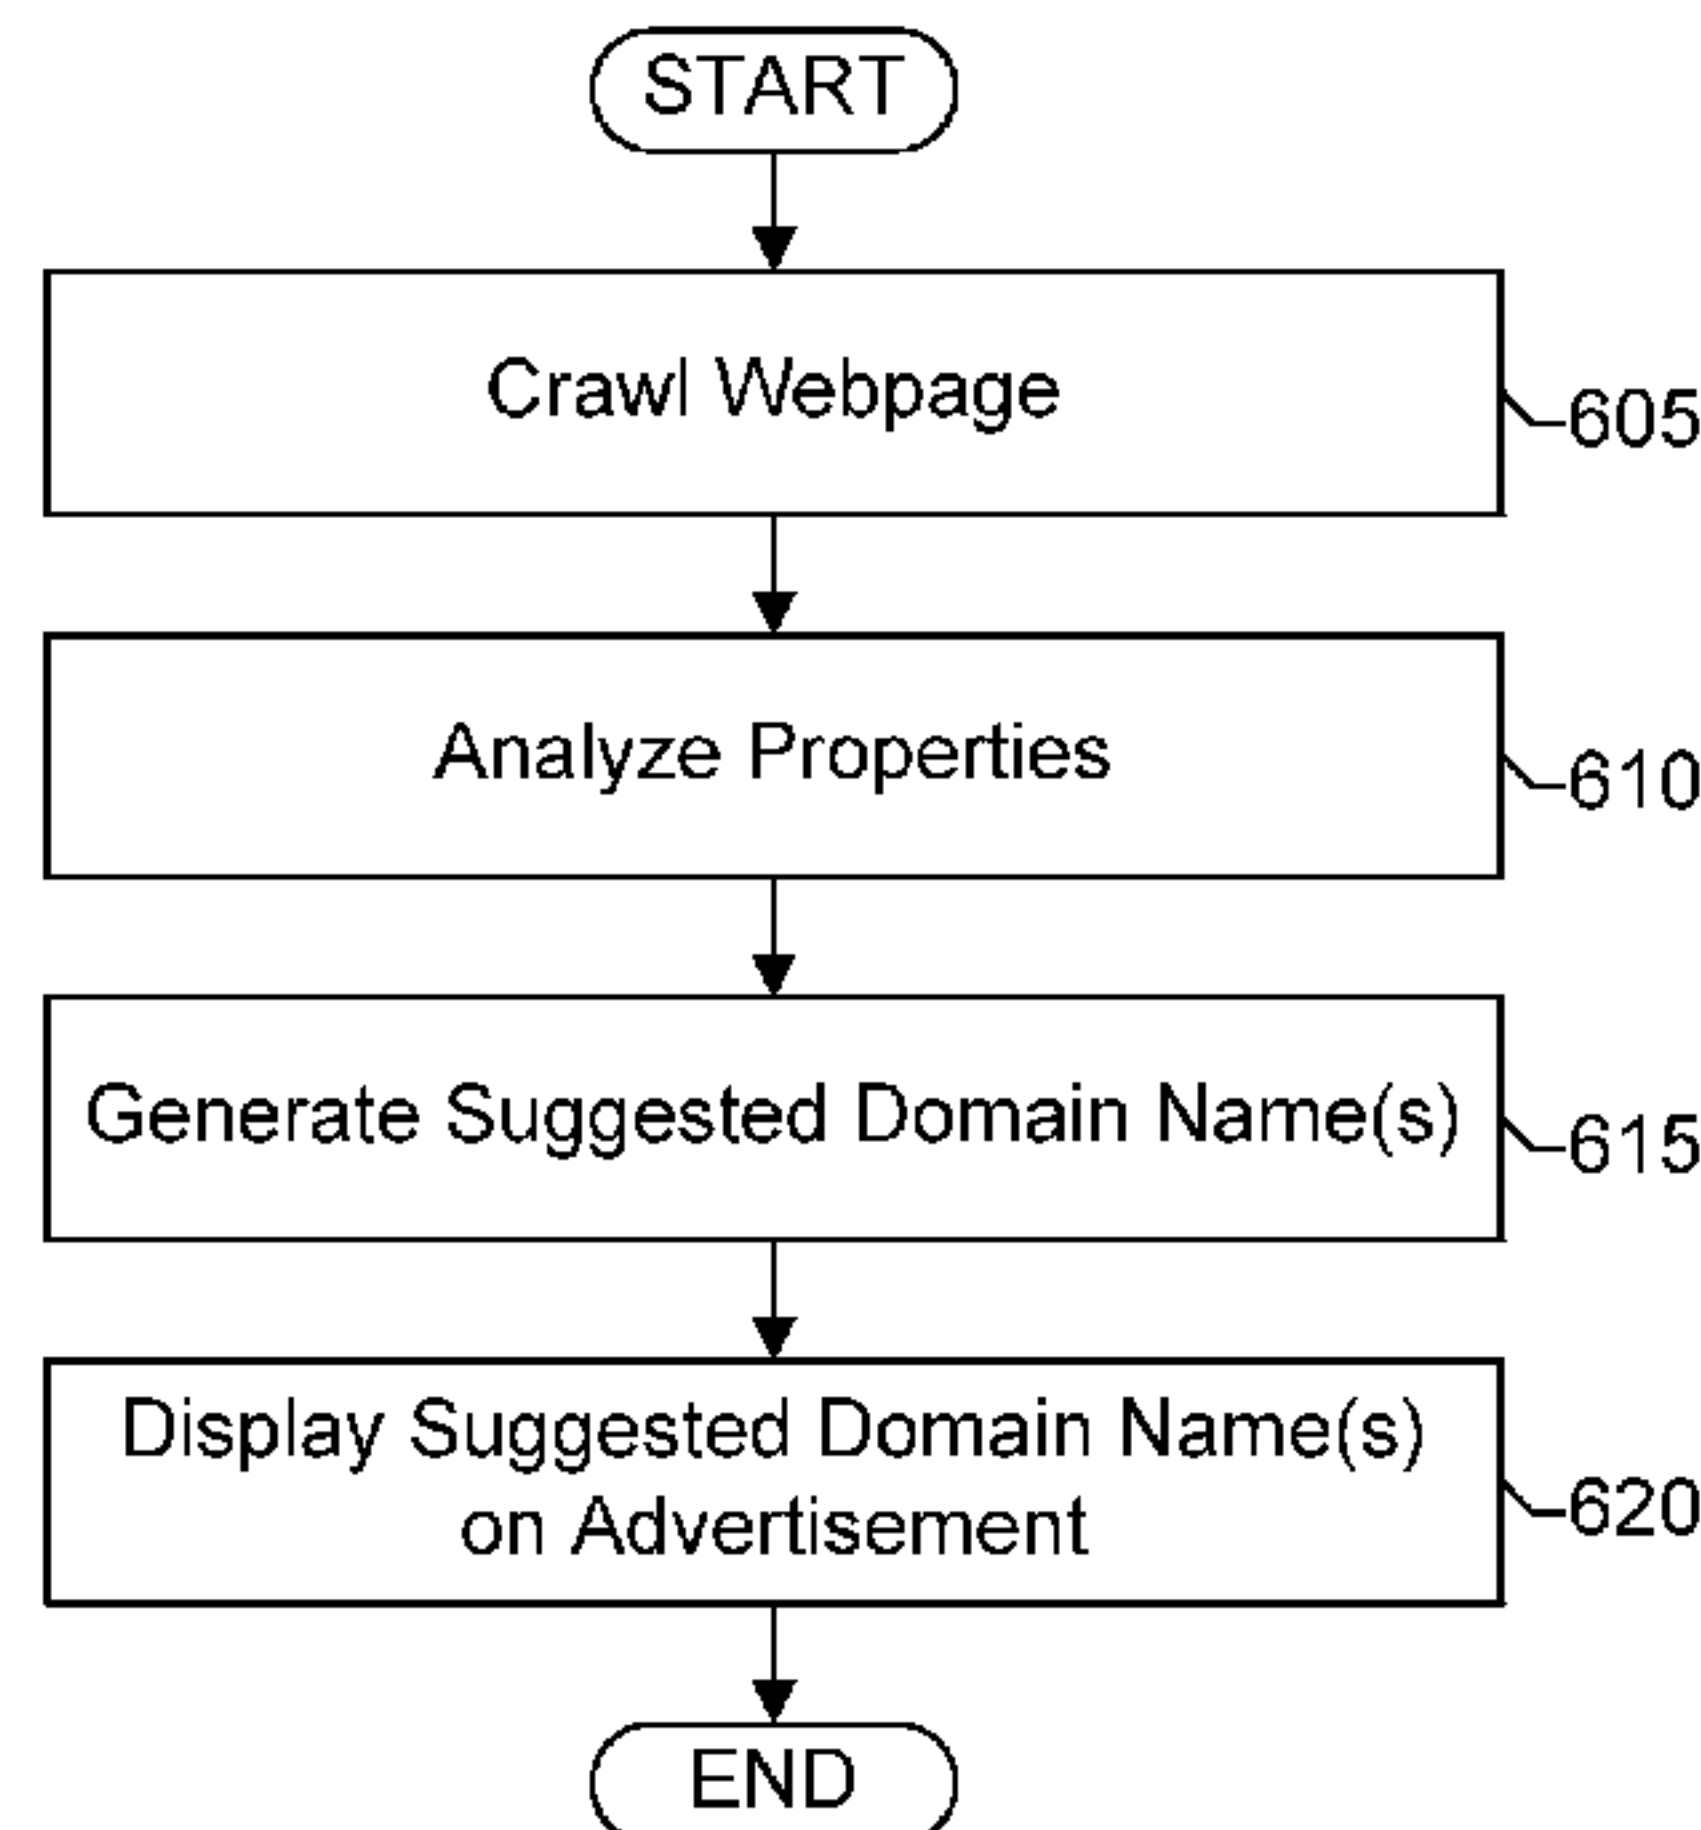 START
Crawl Webpage
605
Analyze Properties
610
Generate Suggested Domain Name(s)
615
Display Suggested Domain Name(s)
on Advertisement
620
END